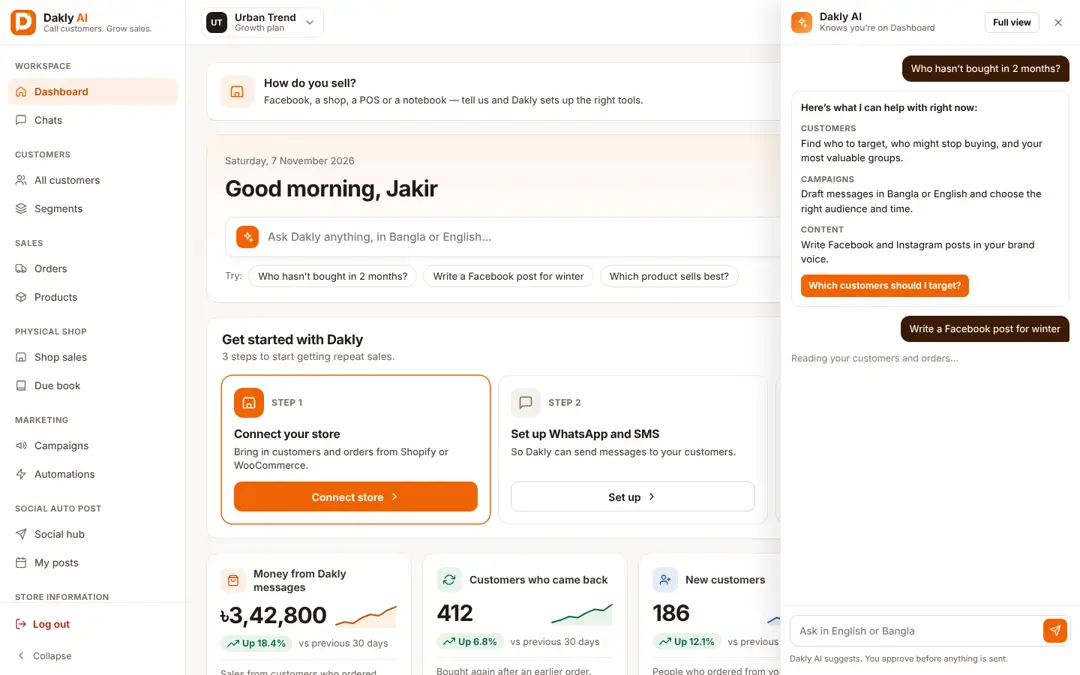 Dakly AI
Call customers. Grow sales.
WORKSPACE
Dashboard
Chats
CUSTOMERS
All customers
Segments
SALES
Orders
Products
PHYSICAL SHOP
Shop sales
Due book
MARKETING
Campaigns
Automations
SOCIAL AUTO POST
Social hub
My posts
STORE INFORMATION
Log out
Collapse
UT
Urban Trend
Growth plan
How do you sell?
Facebook, a shop, a POS or a notebook — tell us and Dakly sets up the right tools.
Saturday, 7 November 2026
Good morning, Jakir
Ask Dakly anything, in Bangla or English...
Try:
Who hasn't bought in 2 months?
Write a Facebook post for winter
Which product sells best?
Get started with Dakly
3 steps to start getting repeat sales.
STEP 1
Connect your store
Bring in customers and orders from Shopify or
WooCommerce.
Connect store
STEP 2
Set up WhatsApp and SMS
So Dakly can send messages to your customers.
Set up
Money from Dakly
messages
৳3,42,800
Up 18.4%
vs previous 30 days
Sales from customers who ordered
Customers who came back
412
Up 6.8%
vs previous 30 days
Bought again after an earlier order.
New customers
186
Up 12.1%
vs previous
People who ordered from you
Dakly AI
Knows you're on Dashboard
Full view
Who hasn't bought in 2 months?
Here's what I can help with right now:
CUSTOMERS
Find who to target, who might stop buying, and your
most valuable groups.
CAMPAIGNS
Draft messages in Bangla or English and choose the
right audience and time.
CONTENT
Write Facebook and Instagram posts in your brand
voice.
Which customers should I target?
Write a Facebook post for winter
Reading your customers and orders...
Ask in English or Bangla
Dakly AI suggests. You approve before anything is sent.